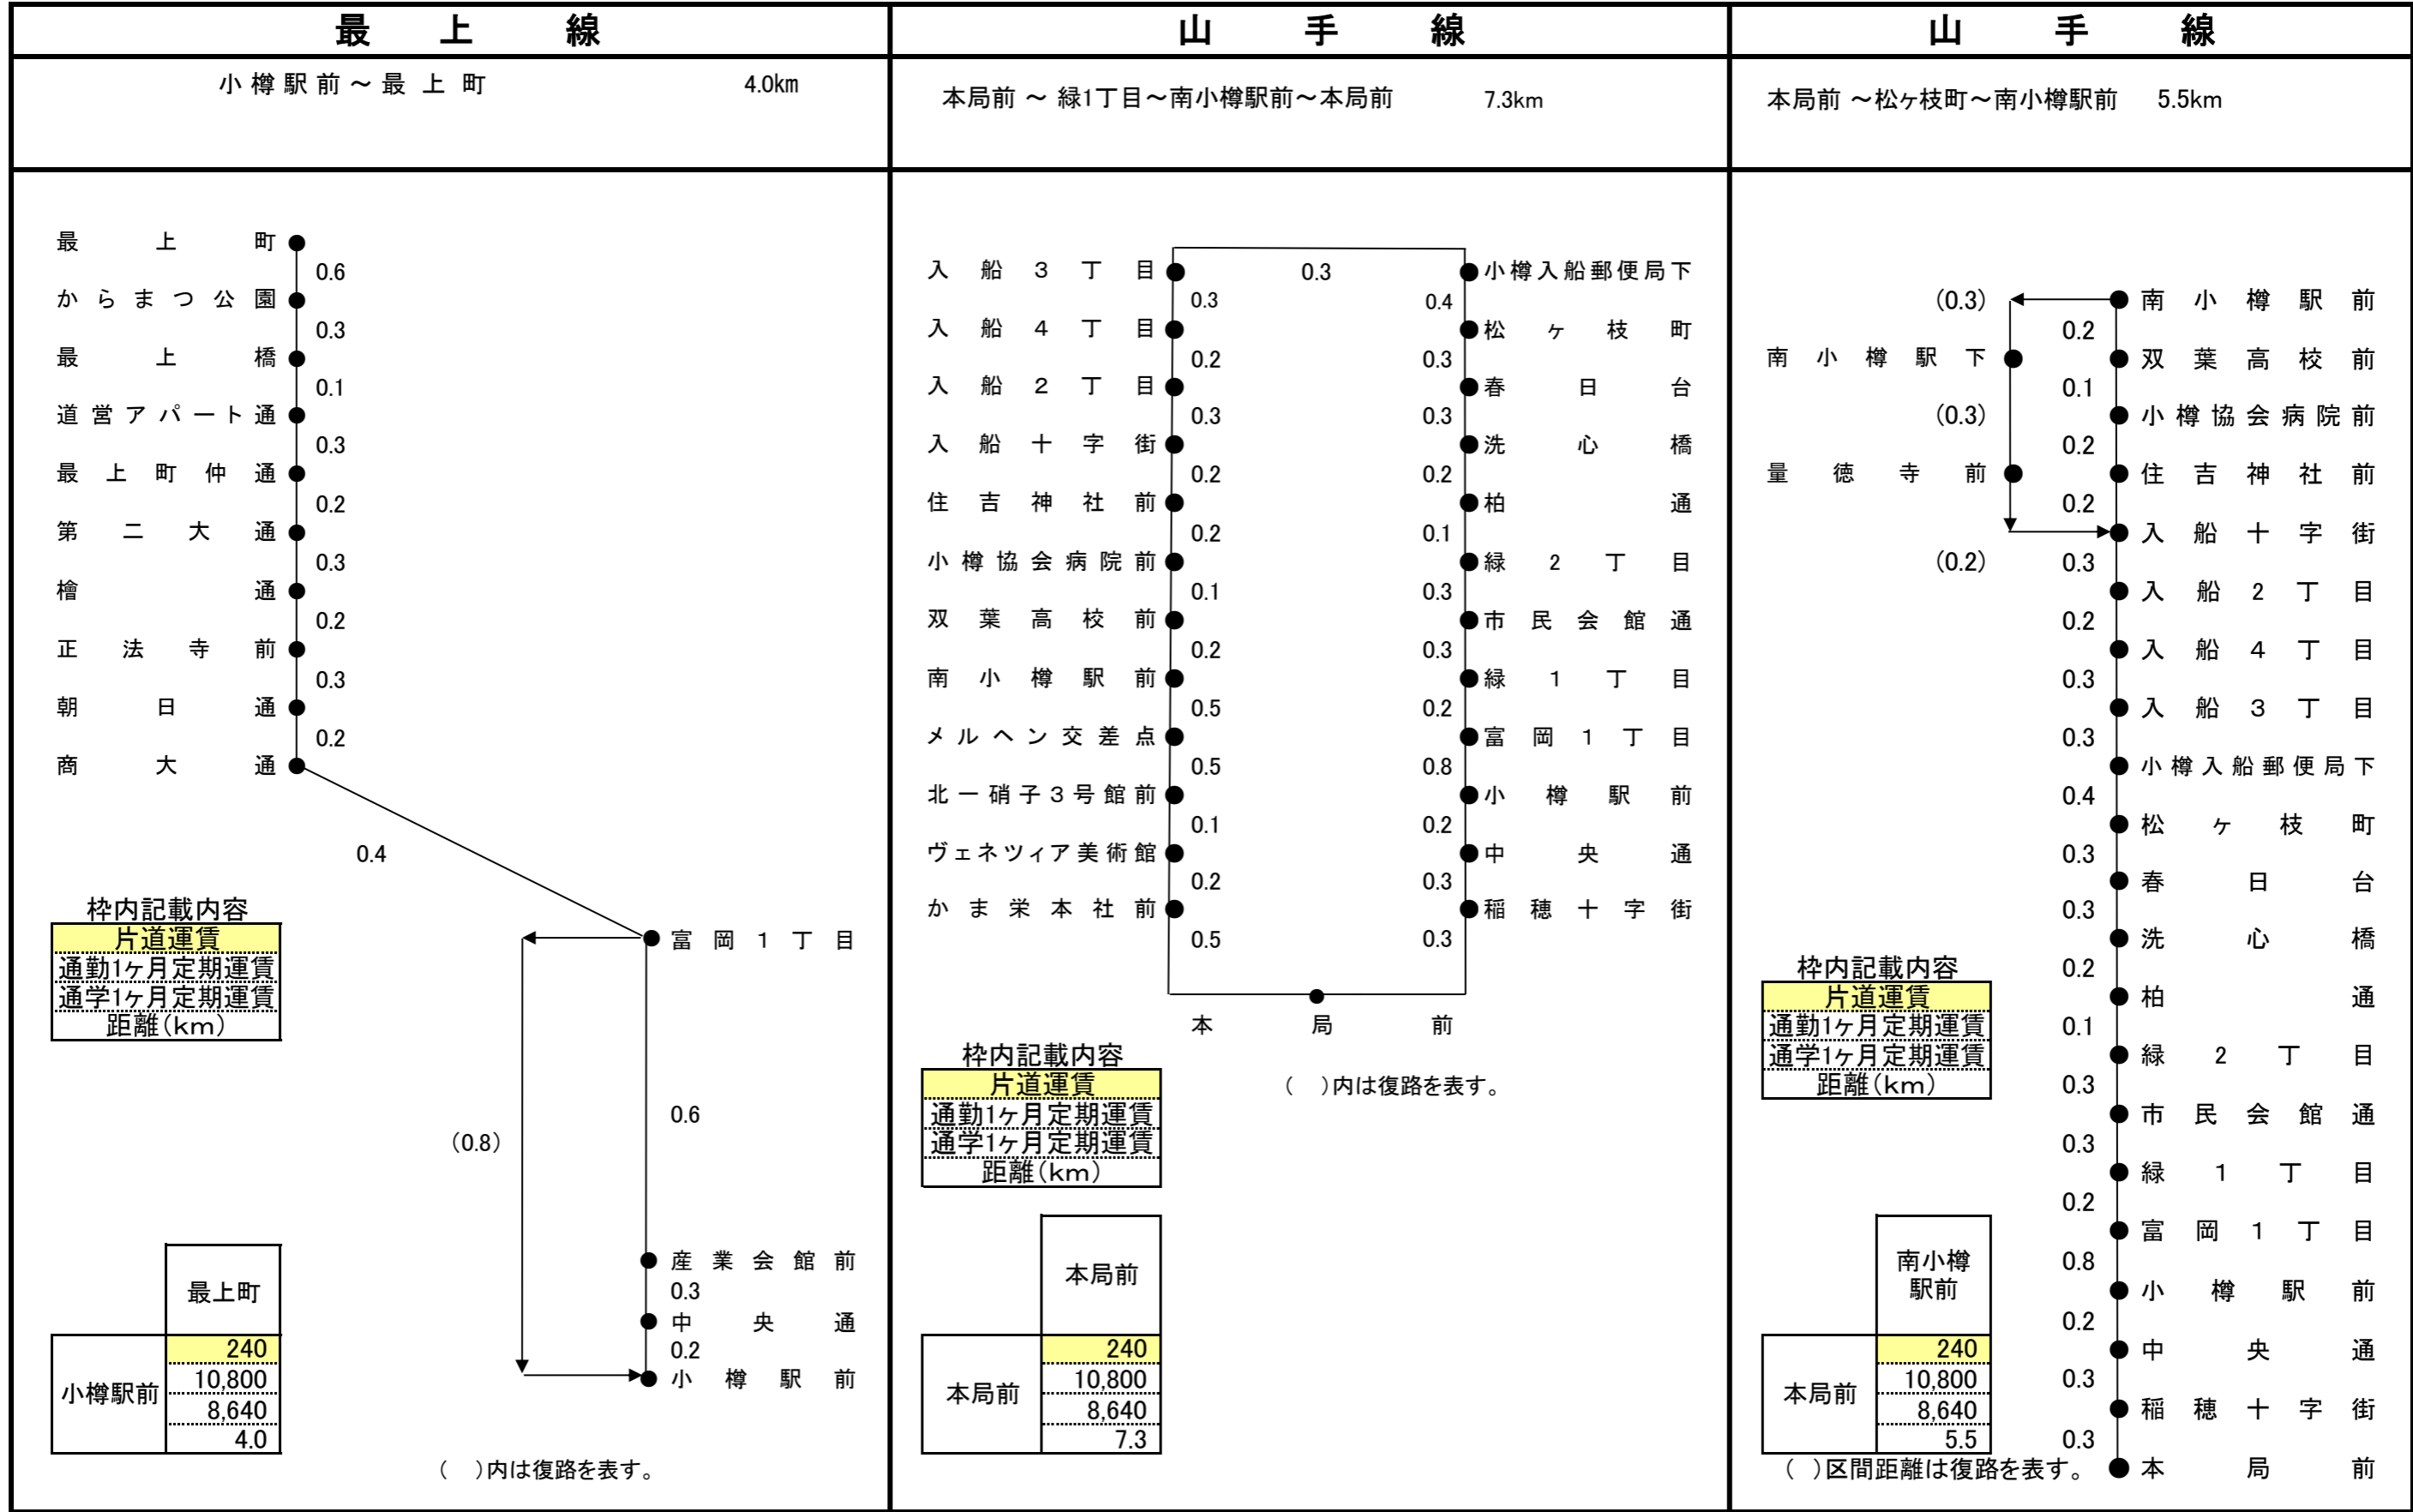 最上線
小樽駅前～最上町 4.0km
最上町
0.6
からまつ公園
0.3
最上橋
0.1
道営アパート通
0.3
最上町仲通
0.2
第二大通
0.3
檜通
0.2
正法寺前
0.3
朝日通
0.2
商大通
0.4
富岡1丁目
0.6
(0.8)
産業会館前
0.3
中央通
0.2
小樽駅前
枠内記載内容
片道運賃
通勤1ヶ月定期運賃
通学1ヶ月定期運賃
距離(km)
最上町
小樽駅前
240
10,800
8,640
4.0
( )内は復路を表す。
山手線
本局前～緑1丁目～南小樽駅前～本局前 7.3km
0.3
入船3丁目
0.3
入船4丁目
0.2
入船2丁目
0.3
入船十字街
0.2
住吉神社前
0.2
小樽協会病院前
0.1
双葉高校前
0.2
南小樽駅前
0.5
メルヘン交差点
0.5
北一硝子3号館前
0.1
ヴェネツィア美術館
0.2
かま栄本社前
0.5
小樽入船郵便局下
0.4
松ヶ枝町
0.3
春日台
0.3
洗心橋
0.2
柏通
0.1
緑2丁目
0.3
市民会館通
0.3
緑1丁目
0.2
富岡1丁目
0.8
小樽駅前
0.2
中央通
0.3
稲穂十字街
0.3
本局前
枠内記載内容
片道運賃
通勤1ヶ月定期運賃
通学1ヶ月定期運賃
距離(km)
( )内は復路を表す。
本局前
本局前
240
10,800
8,640
7.3
山手線
本局前～松ヶ枝町～南小樽駅前 5.5km
(0.3)
南小樽駅下
(0.3)
量徳寺前
(0.2)
南小樽駅前
0.2
双葉高校前
0.1
小樽協会病院前
0.2
住吉神社前
0.2
入船十字街
0.3
入船2丁目
0.2
入船4丁目
0.3
入船3丁目
0.3
小樽入船郵便局下
0.4
松ヶ枝町
0.3
春日台
0.3
洗心橋
0.2
柏通
0.1
緑2丁目
0.3
市民会館通
0.3
緑1丁目
0.2
富岡1丁目
0.8
小樽駅前
0.2
中央通
0.3
稲穂十字街
0.3
本局前
枠内記載内容
片道運賃
通勤1ヶ月定期運賃
通学1ヶ月定期運賃
距離(km)
南小樽
駅前
本局前
240
10,800
8,640
5.5
( )区間距離は復路を表す。